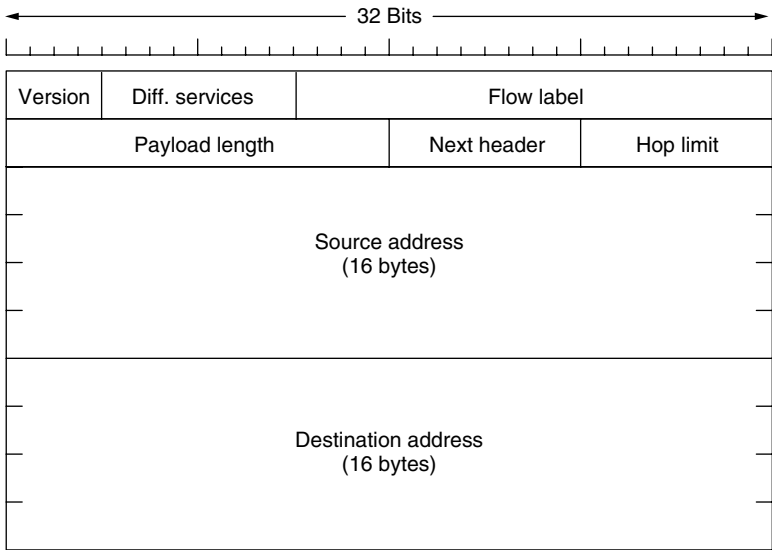 32 Bits
Version Diff. services Flow label
Payload length Next header Hop limit
Source address
(16 bytes)
Destination address
(16 bytes)